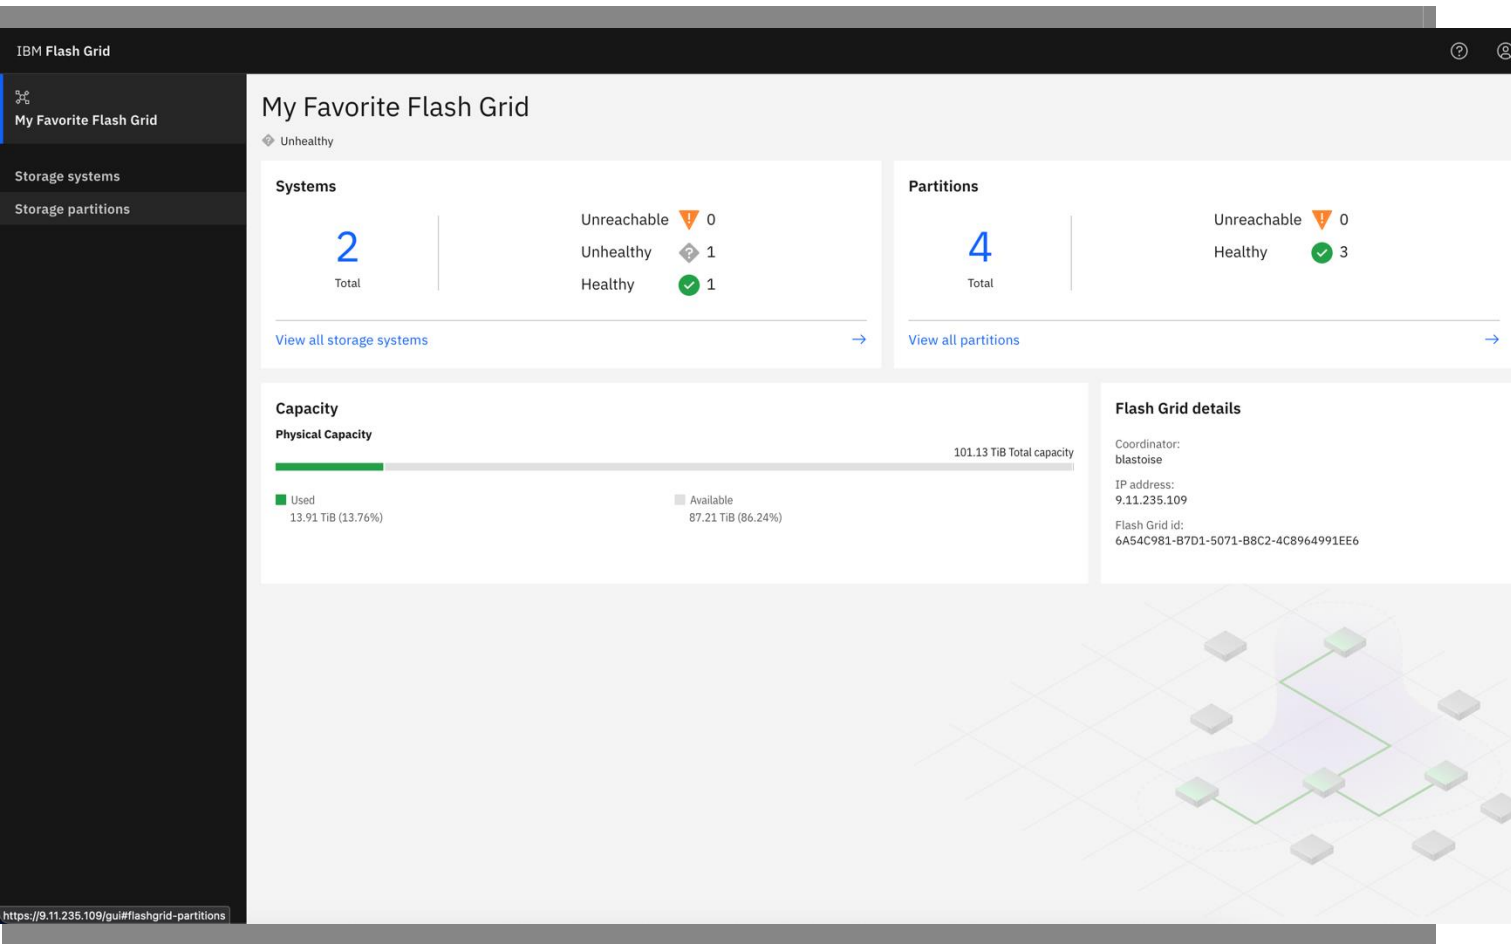 IBM Flash Grid
My Favorite Flash Grid
Storage systems
Storage partitions
My Favorite Flash Grid
Unhealthy
Systems
2
Total
Unreachable 0
Unhealthy 1
Healthy 1
View all storage systems
Partitions
4
Total
Unreachable 0
Healthy 3
View all partitions
Capacity
Physical Capacity
101.13 TiB Total capacity
Used
13.91 TiB (13.76%)
Available
87.21 TiB (86.24%)
Flash Grid details
Coordinator:
blastoise
IP address:
9.11.235.109
Flash Grid id:
6A54C981-B7D1-5071-B8C2-4C8964991EE6
https://9.11.235.109/gui#flashgrid-partitions